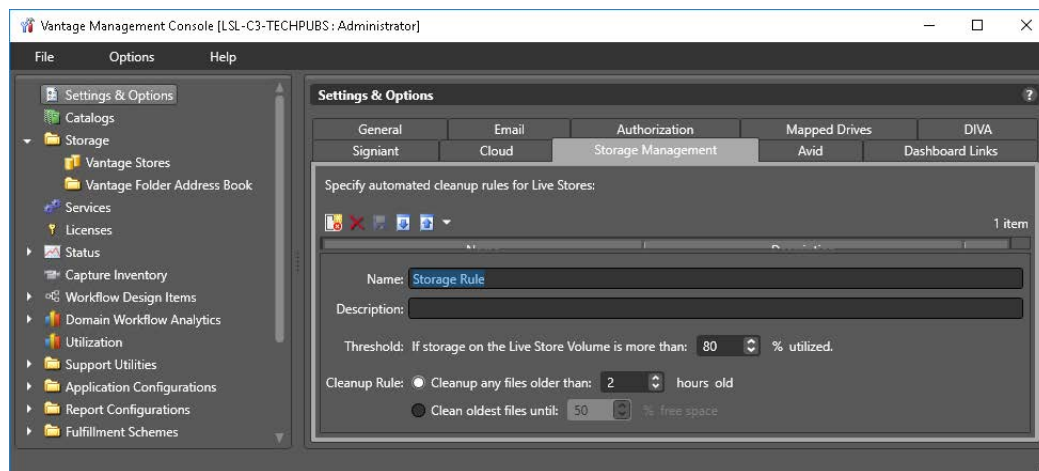 Vantage Management Console [LSL-C3-TECHPUBS : Administrator]
File Options Help
Settings & Options
Catalogs
Storage
Vantage Stores
Vantage Folder Address Book
Services
Licenses
Status
Capture Inventory
Workflow Design Items
Domain Workflow Analytics
Utilization
Support Utilities
Application Configurations
Report Configurations
Fulfillment Schemes
Settings & Options ?
General Email Authorization Mapped Drives DIVA
Signiant Cloud Storage Management Avid Dashboard Links
Specify automated cleanup rules for Live Stores:
1 item
Name Description
Name: Storage Rule
Description:
Threshold: If storage on the Live Store Volume is more than: 80 % utilized.
Cleanup Rule: Cleanup any files older than: 2 hours old
Clean oldest files until: 50 % free space